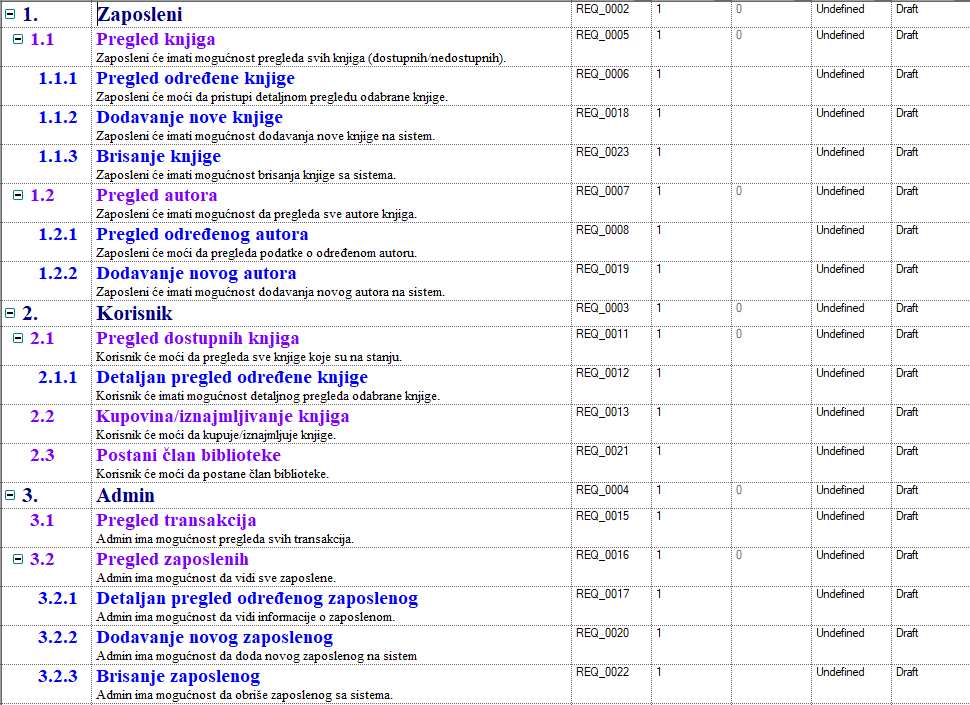 1. Zaposleni REQ_0002 1 0 Undefined Draft
1.1 Pregled knjiga REQ_0005 1 0 Undefined Draft
Zaposleni će imati mogućnost pregleda svih knjiga (dostupnih/nedostupnih).
1.1.1 Pregled određene knjige REQ_0006 1 Undefined Draft
Zaposleni će moći da pristupi detaljnom pregledu odabrane knjige.
1.1.2 Dodavanje nove knjige REQ_0018 1 Undefined Draft
Zaposleni će imati mogućnost dodavanja nove knjige na sistem.
1.1.3 Brisanje knjige REQ_0023 1 Undefined Draft
Zaposleni će imati mogućnost brisanja knjige sa sistema.
1.2 Pregled autora REQ_0007 1 0 Undefined Draft
Zaposleni će imati mogućnost da pregleda sve autore knjiga.
1.2.1 Pregled određenog autora REQ_0008 1 Undefined Draft
Zaposleni će moći da pregleda podatke o određenom autoru.
1.2.2 Dodavanje novog autora REQ_0019 1 Undefined Draft
Zaposleni će imati mogućnost dodavanja novog autora na sistem.
2. Korisnik REQ_0003 1 0 Undefined Draft
2.1 Pregled dostupnih knjiga REQ_0011 1 0 Undefined Draft
Korisnik će moći da pregleda sve knjige koje su na stanju.
2.1.1 Detaljan pregled određene knjige REQ_0012 1 Undefined Draft
Korisnik će imati mogućnost detaljnog pregleda odabrane knjige.
2.2 Kupovina/iznajmljivanje knjiga REQ_0013 1 Undefined Draft
Korisnik će moći da kupuje/iznajmljuje knjige.
2.3 Postani član biblioteke REQ_0021 1 Undefined Draft
Korisnik će moći da postane član biblioteke.
3. Admin REQ_0004 1 0 Undefined Draft
3.1 Pregled transakcija REQ_0015 1 Undefined Draft
Admin ima mogućnost pregleda svih transakcija.
3.2 Pregled zaposlenih REQ_0016 1 0 Undefined Draft
Admin ima mogućnost da vidi sve zaposlene.
3.2.1 Detaljan pregled određenog zaposlenog REQ_0017 1 Undefined Draft
Admin ima mogućnost da vidi informacije o zaposlenom.
3.2.2 Dodavanje novog zaposlenog REQ_0020 1 Undefined Draft
Admin ima mogućnost da doda novog zaposlenog na sistem
3.2.3 Brisanje zaposlenog REQ_0022 1 Undefined Draft
Admin ima mogućnost da obriše zaposlenog sa sistema.